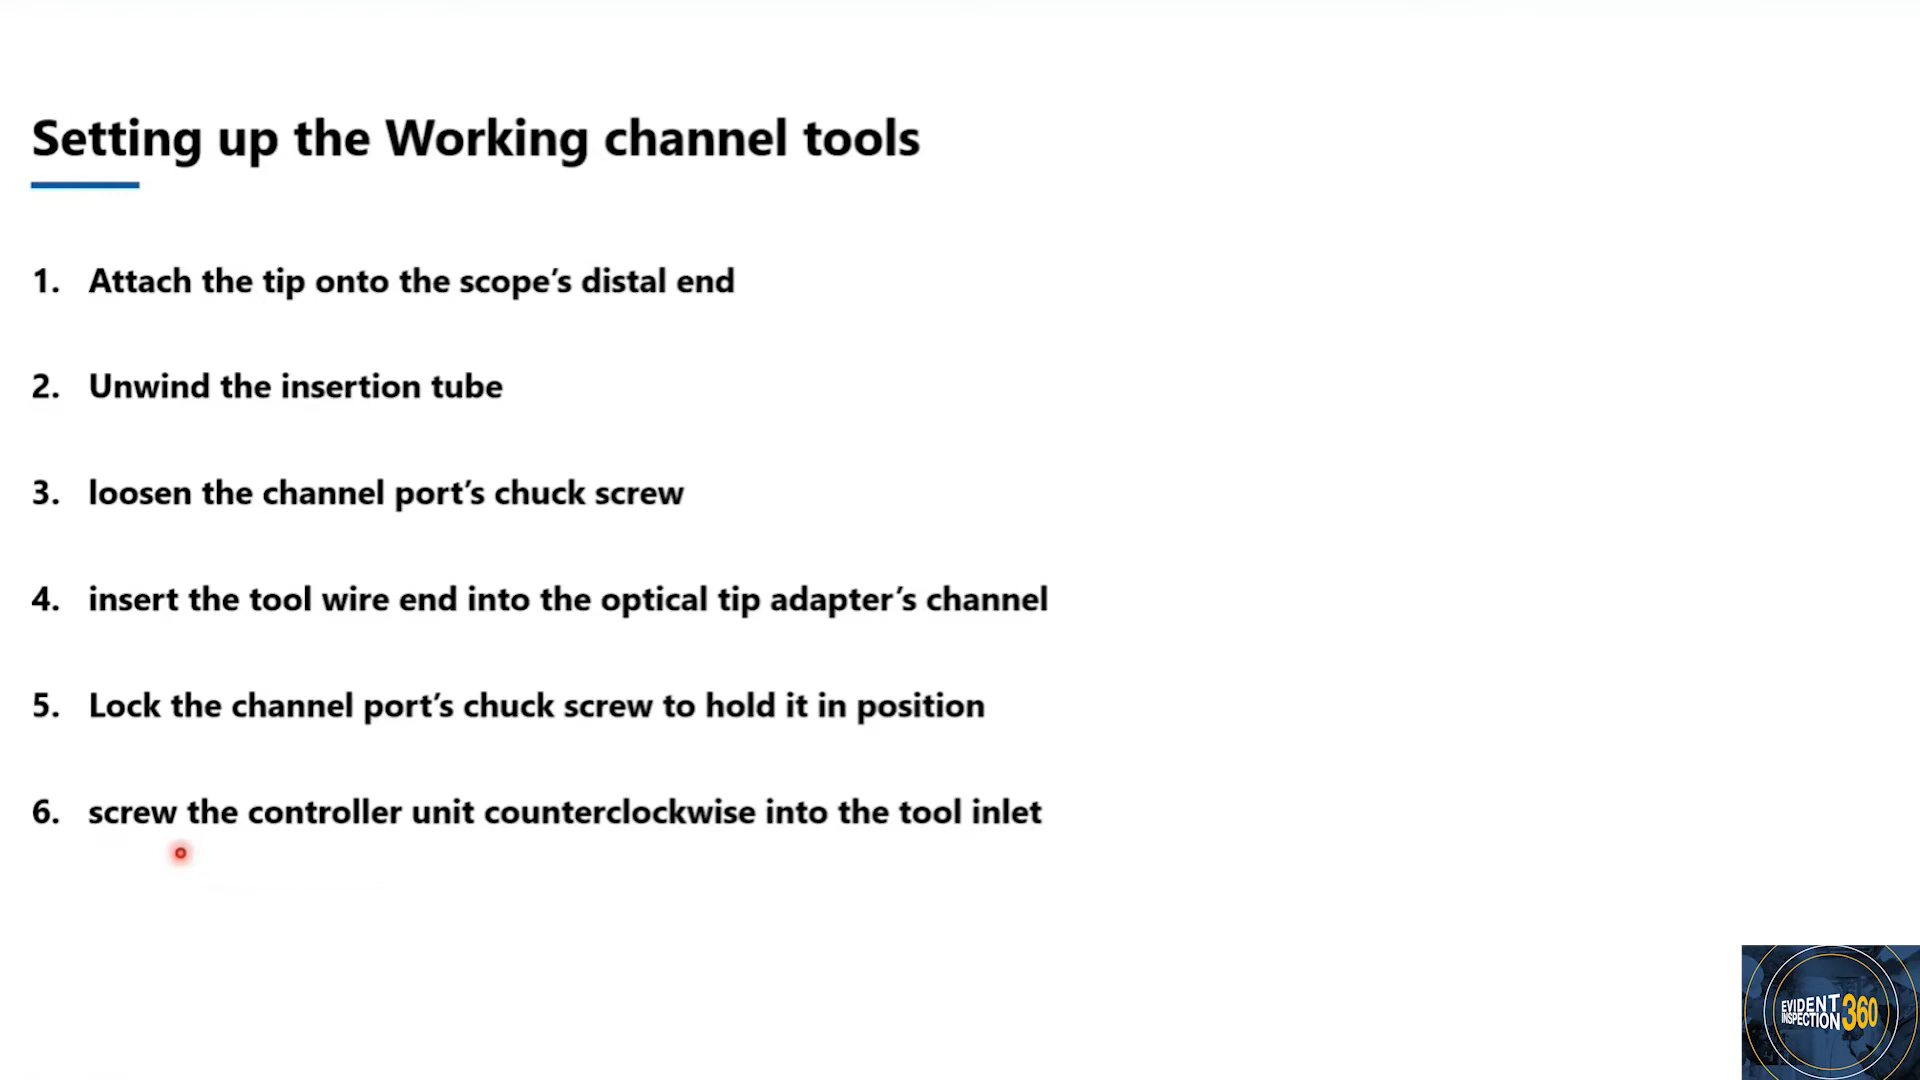 Setting up the Working channel tools
1. Attach the tip onto the scope’s distal end
2. Unwind the insertion tube
3. loosen the channel port’s chuck screw
4. insert the tool wire end into the optical tip adapter’s channel
5. Lock the channel port’s chuck screw to hold it in position
6. screw the controller unit counterclockwise into the tool inlet
EVIDENT
INSPECTION 360